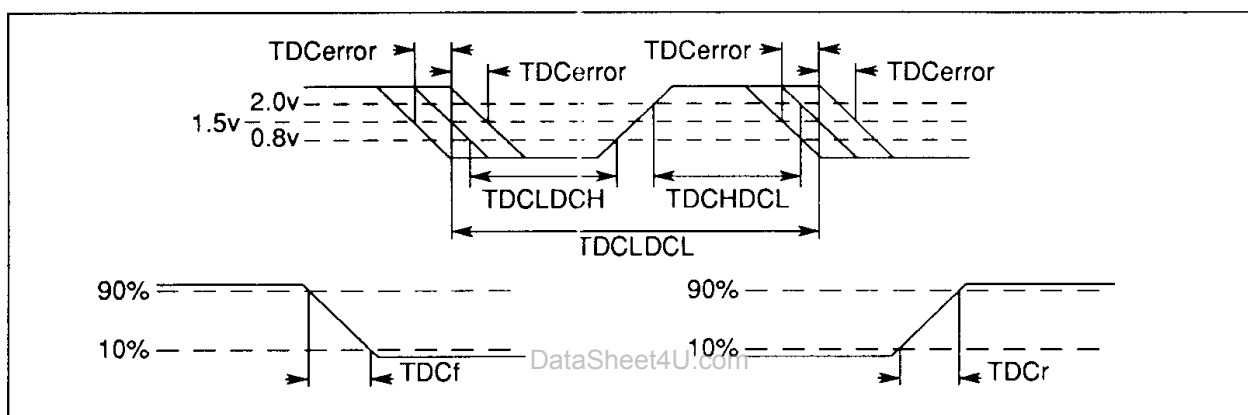 TDCerror TDCerror
TDCerror TDCerror
2.0v
1.5v
0.8v
TDCLDCH TDCHDCL
TDCLDCL
90% 90%
10% 10%
DataSheet4U.com
TDCf TDCr